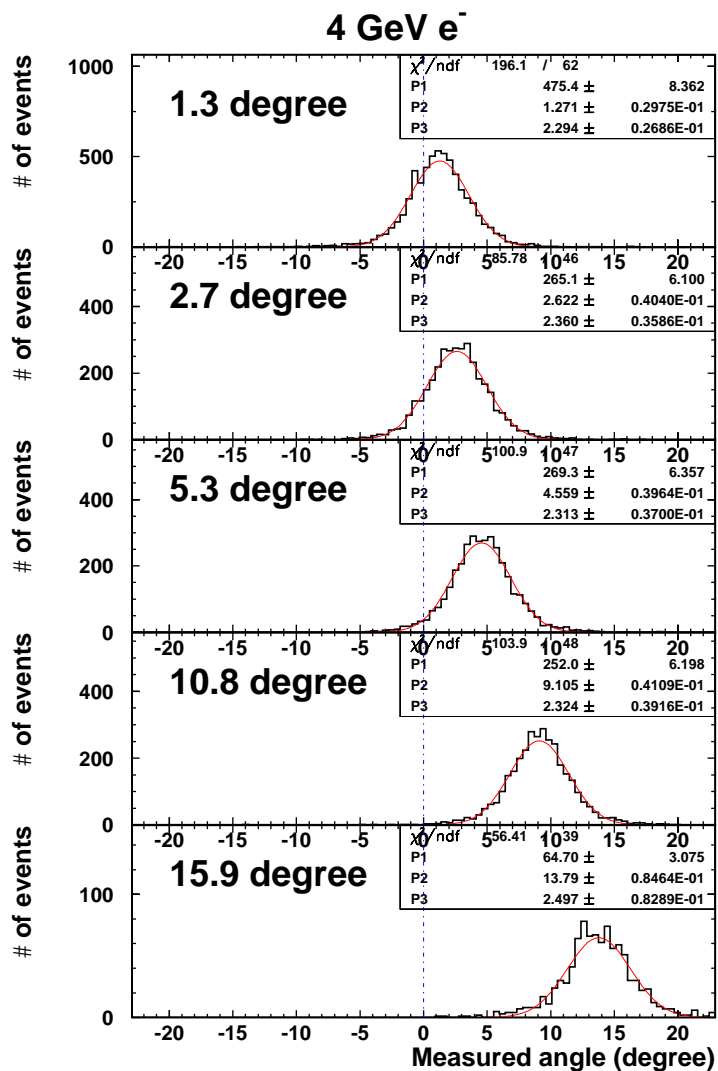 4 GeV e-
# of events
1000
500
0
1.3 degree
χ²/ndf 196.1 / 62
P1 475.4 ± 8.362
P2 1.271 ± 0.2975E-01
P3 2.294 ± 0.2686E-01
-20 -15 -10 -5 0 5 10 15 20
# of events
400
200
0
2.7 degree
χ²/ndf 85.78 46
P1 265.1 ± 6.100
P2 2.622 ± 0.4040E-01
P3 2.360 ± 0.3586E-01
-20 -15 -10 -5 0 5 10 15 20
# of events
400
200
0
5.3 degree
χ²/ndf 100.9 47
P1 269.3 ± 6.357
P2 4.559 ± 0.3964E-01
P3 2.313 ± 0.3700E-01
-20 -15 -10 -5 0 5 10 15 20
# of events
400
200
0
10.8 degree
χ²/ndf 103.9 48
P1 252.0 ± 6.198
P2 9.105 ± 0.4109E-01
P3 2.324 ± 0.3916E-01
-20 -15 -10 -5 0 5 10 15 20
# of events
100
0
15.9 degree
χ²/ndf 56.41 39
P1 64.70 ± 3.075
P2 13.79 ± 0.8464E-01
P3 2.497 ± 0.8289E-01
-20 -15 -10 -5 0 5 10 15 20
Measured angle (degree)